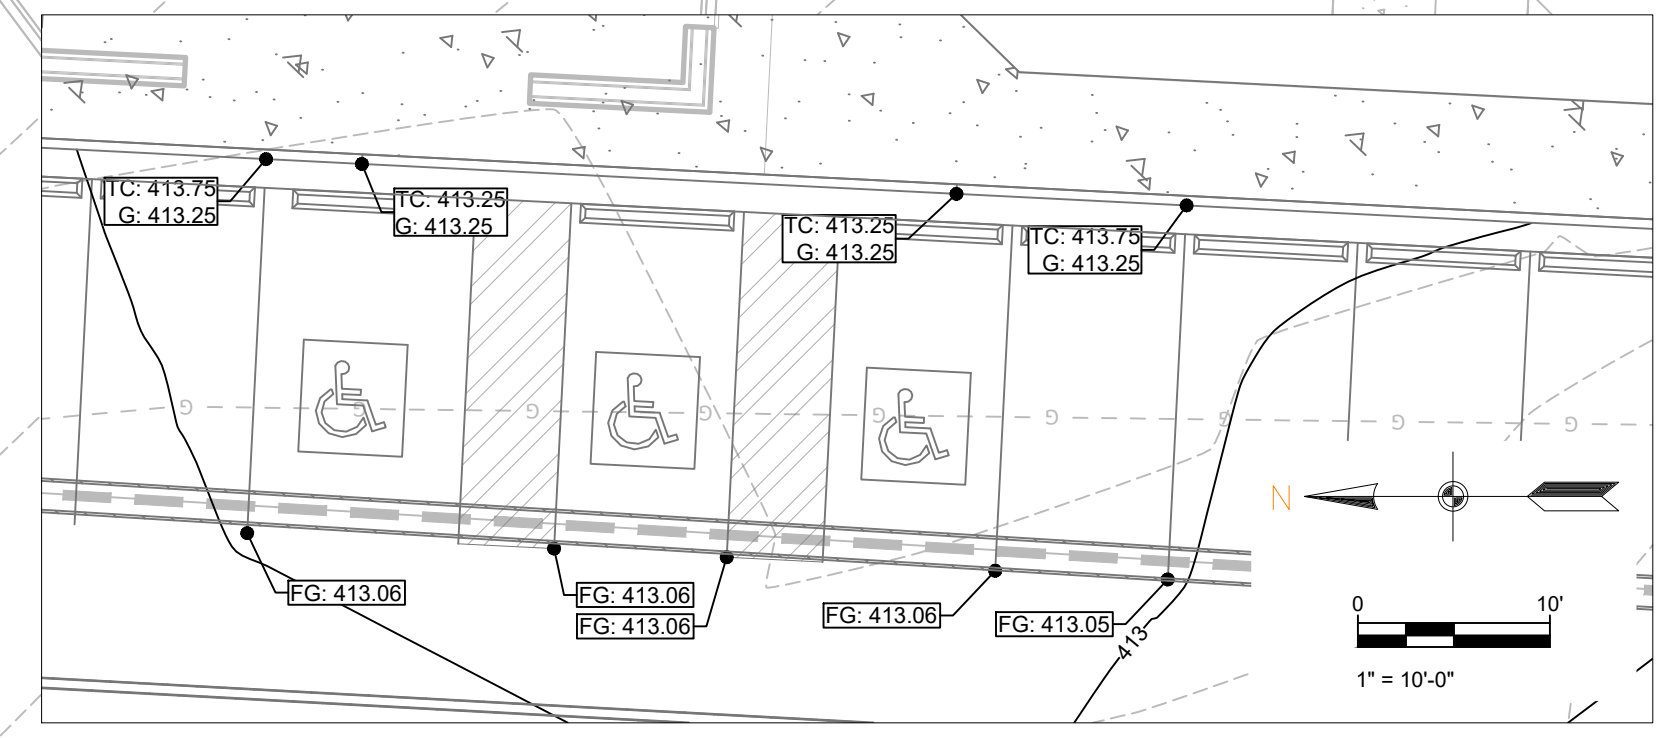 TC: 413.75
G: 413.25
TC: 413.25
G: 413.25
TC: 413.25
G: 413.25
TC: 413.75
G: 413.25
G
G
G
G
G
G
G
G
G
N
FG: 413.06
FG: 413.06
FG: 413.06
FG: 413.06
FG: 413.05
413
0 10'
1" = 10'-0"